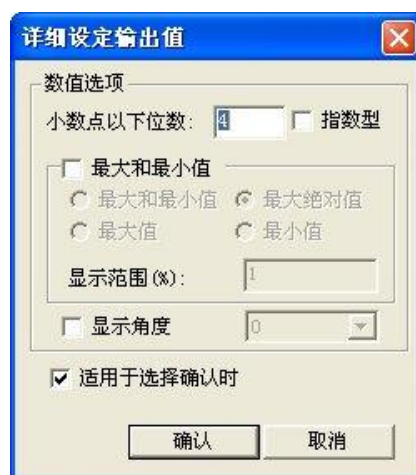 详细设定输出值
数值选项
小数点以下位数: 4 指数型
最大和最小值
最大和最小值 最大绝对值
最大值 最小值
显示范围(%): 1
显示角度 0
适用于选择确认时
确认 取消